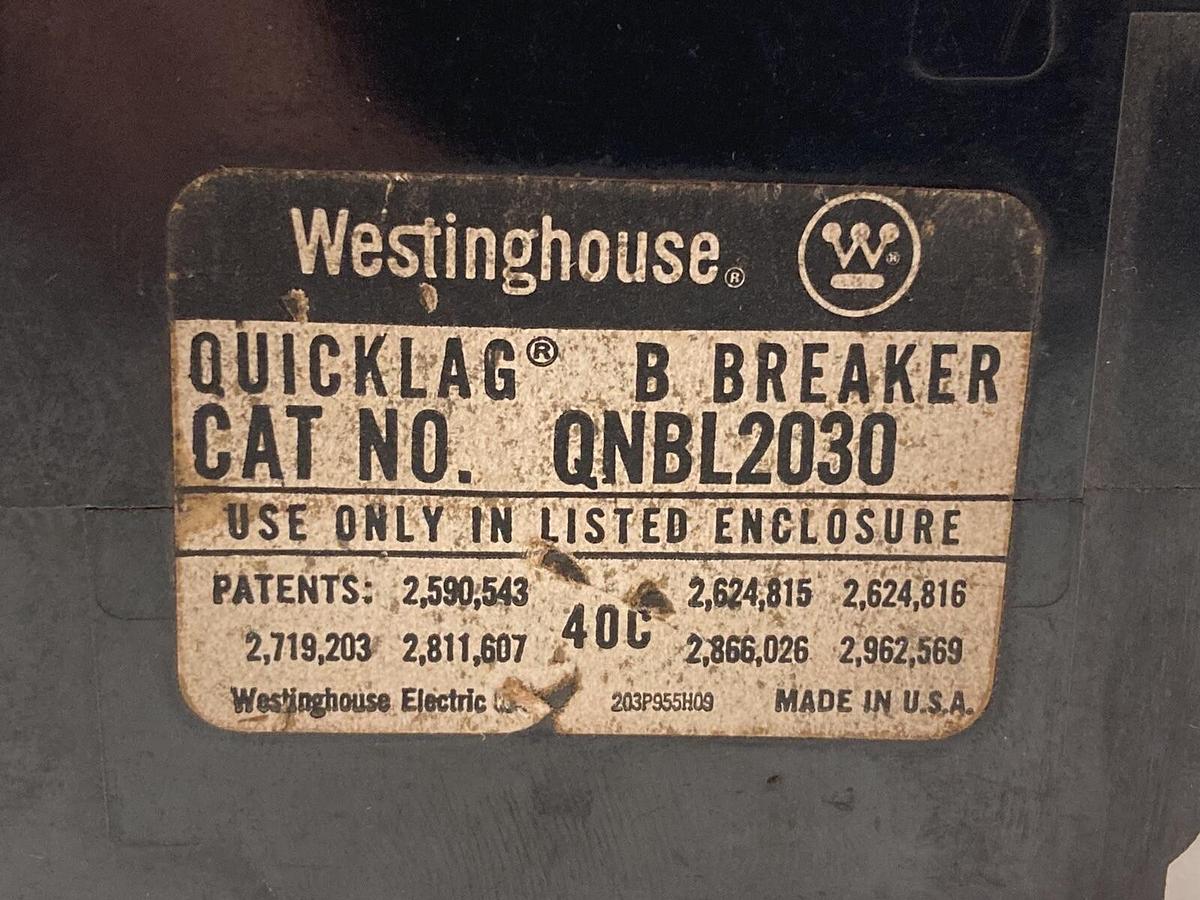 Westinghouse®
W®
QUICKLAG® B BREAKER
CAT NO. QNBL2030
USE ONLY IN LISTED ENCLOSURE
PATENTS: 2,590,543 2,624,815 2,624,816
40C
2,719,203 2,811,607 2,866,026 2,962,569
Westinghouse Electric 203P955H09 MADE IN U.S.A.